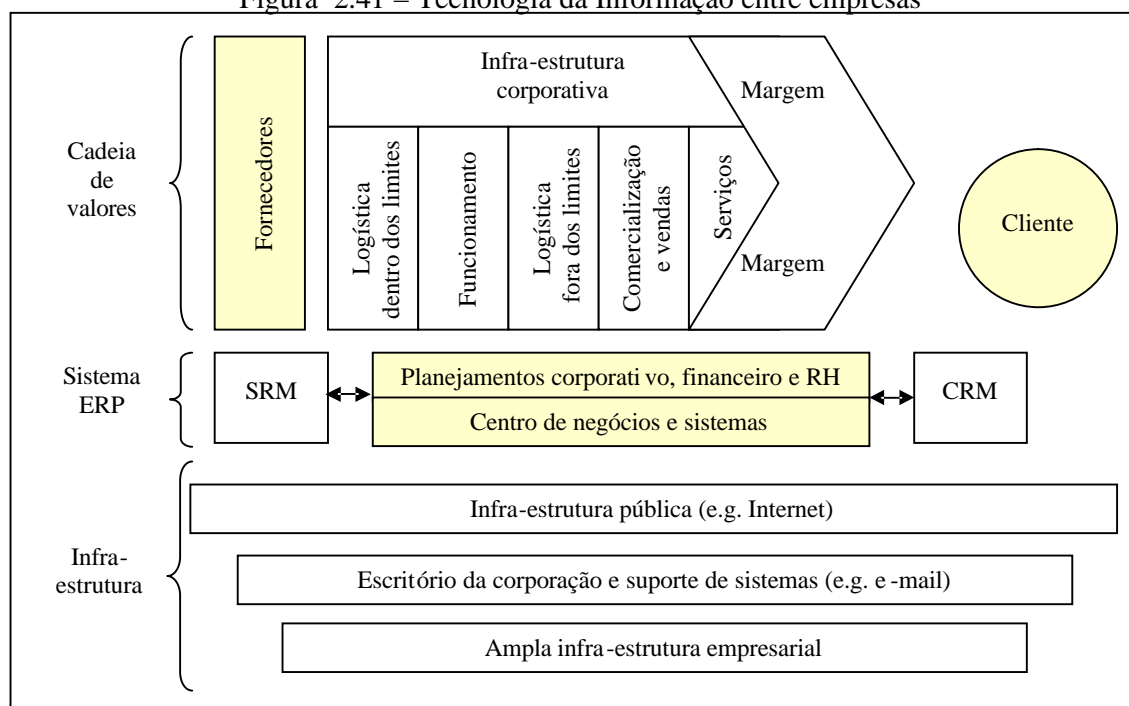 Figura 2.41 – Tecnologia da Informação entre empresas
Cadeia
de
valores
Fornecedores
Infra-estrutura
corporativa
Logística
dentro dos limites
Funcionamento
Logística
fora dos limites
Comercialização
e vendas
Serviços
Margem
Margem
Cliente
Sistema
ERP
SRM
Planejamentos corporati vo, financeiro e RH
Centro de negócios e sistemas
CRM
Infra-
estrutura
Infra-estrutura pública (e.g. Internet)
Escritório da corporação e suporte de sistemas (e.g. e -mail)
Ampla infra-estrutura empresarial